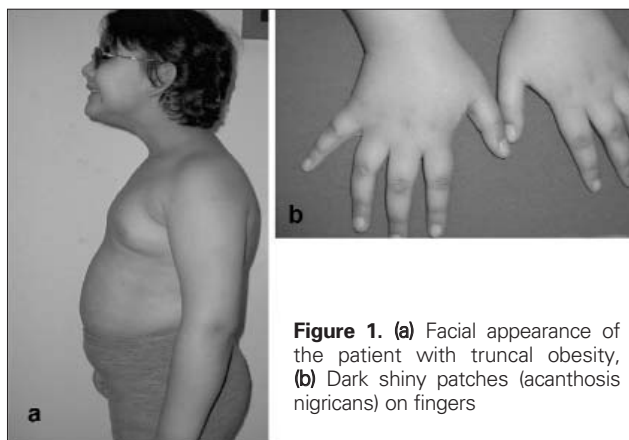 a
b
Figure 1. (a) Facial appearance of
the patient with truncal obesity,
(b) Dark shiny patches (acanthosis
nigricans) on fingers